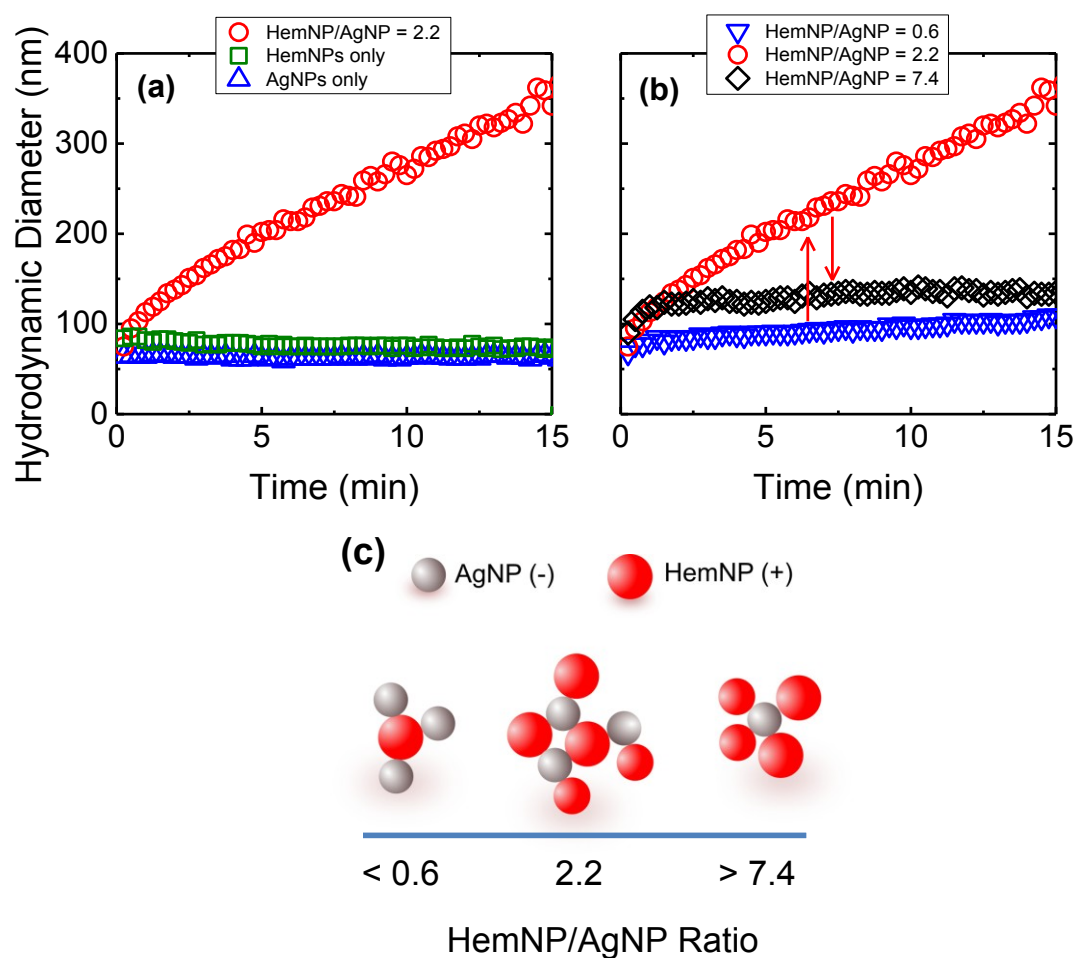 HemNP/AgNP = 2.2
HemNPs only
AgNPs only
HemNP/AgNP = 0.6
HemNP/AgNP = 2.2
HemNP/AgNP = 7.4
(a)
(b)
Hydrodynamic Diameter (nm)
400
300
200
100
0
0 5 10 15
0 5 10 15
Time (min)
Time (min)
(c)
AgNP (-)
HemNP (+)
< 0.6 2.2 > 7.4
HemNP/AgNP Ratio